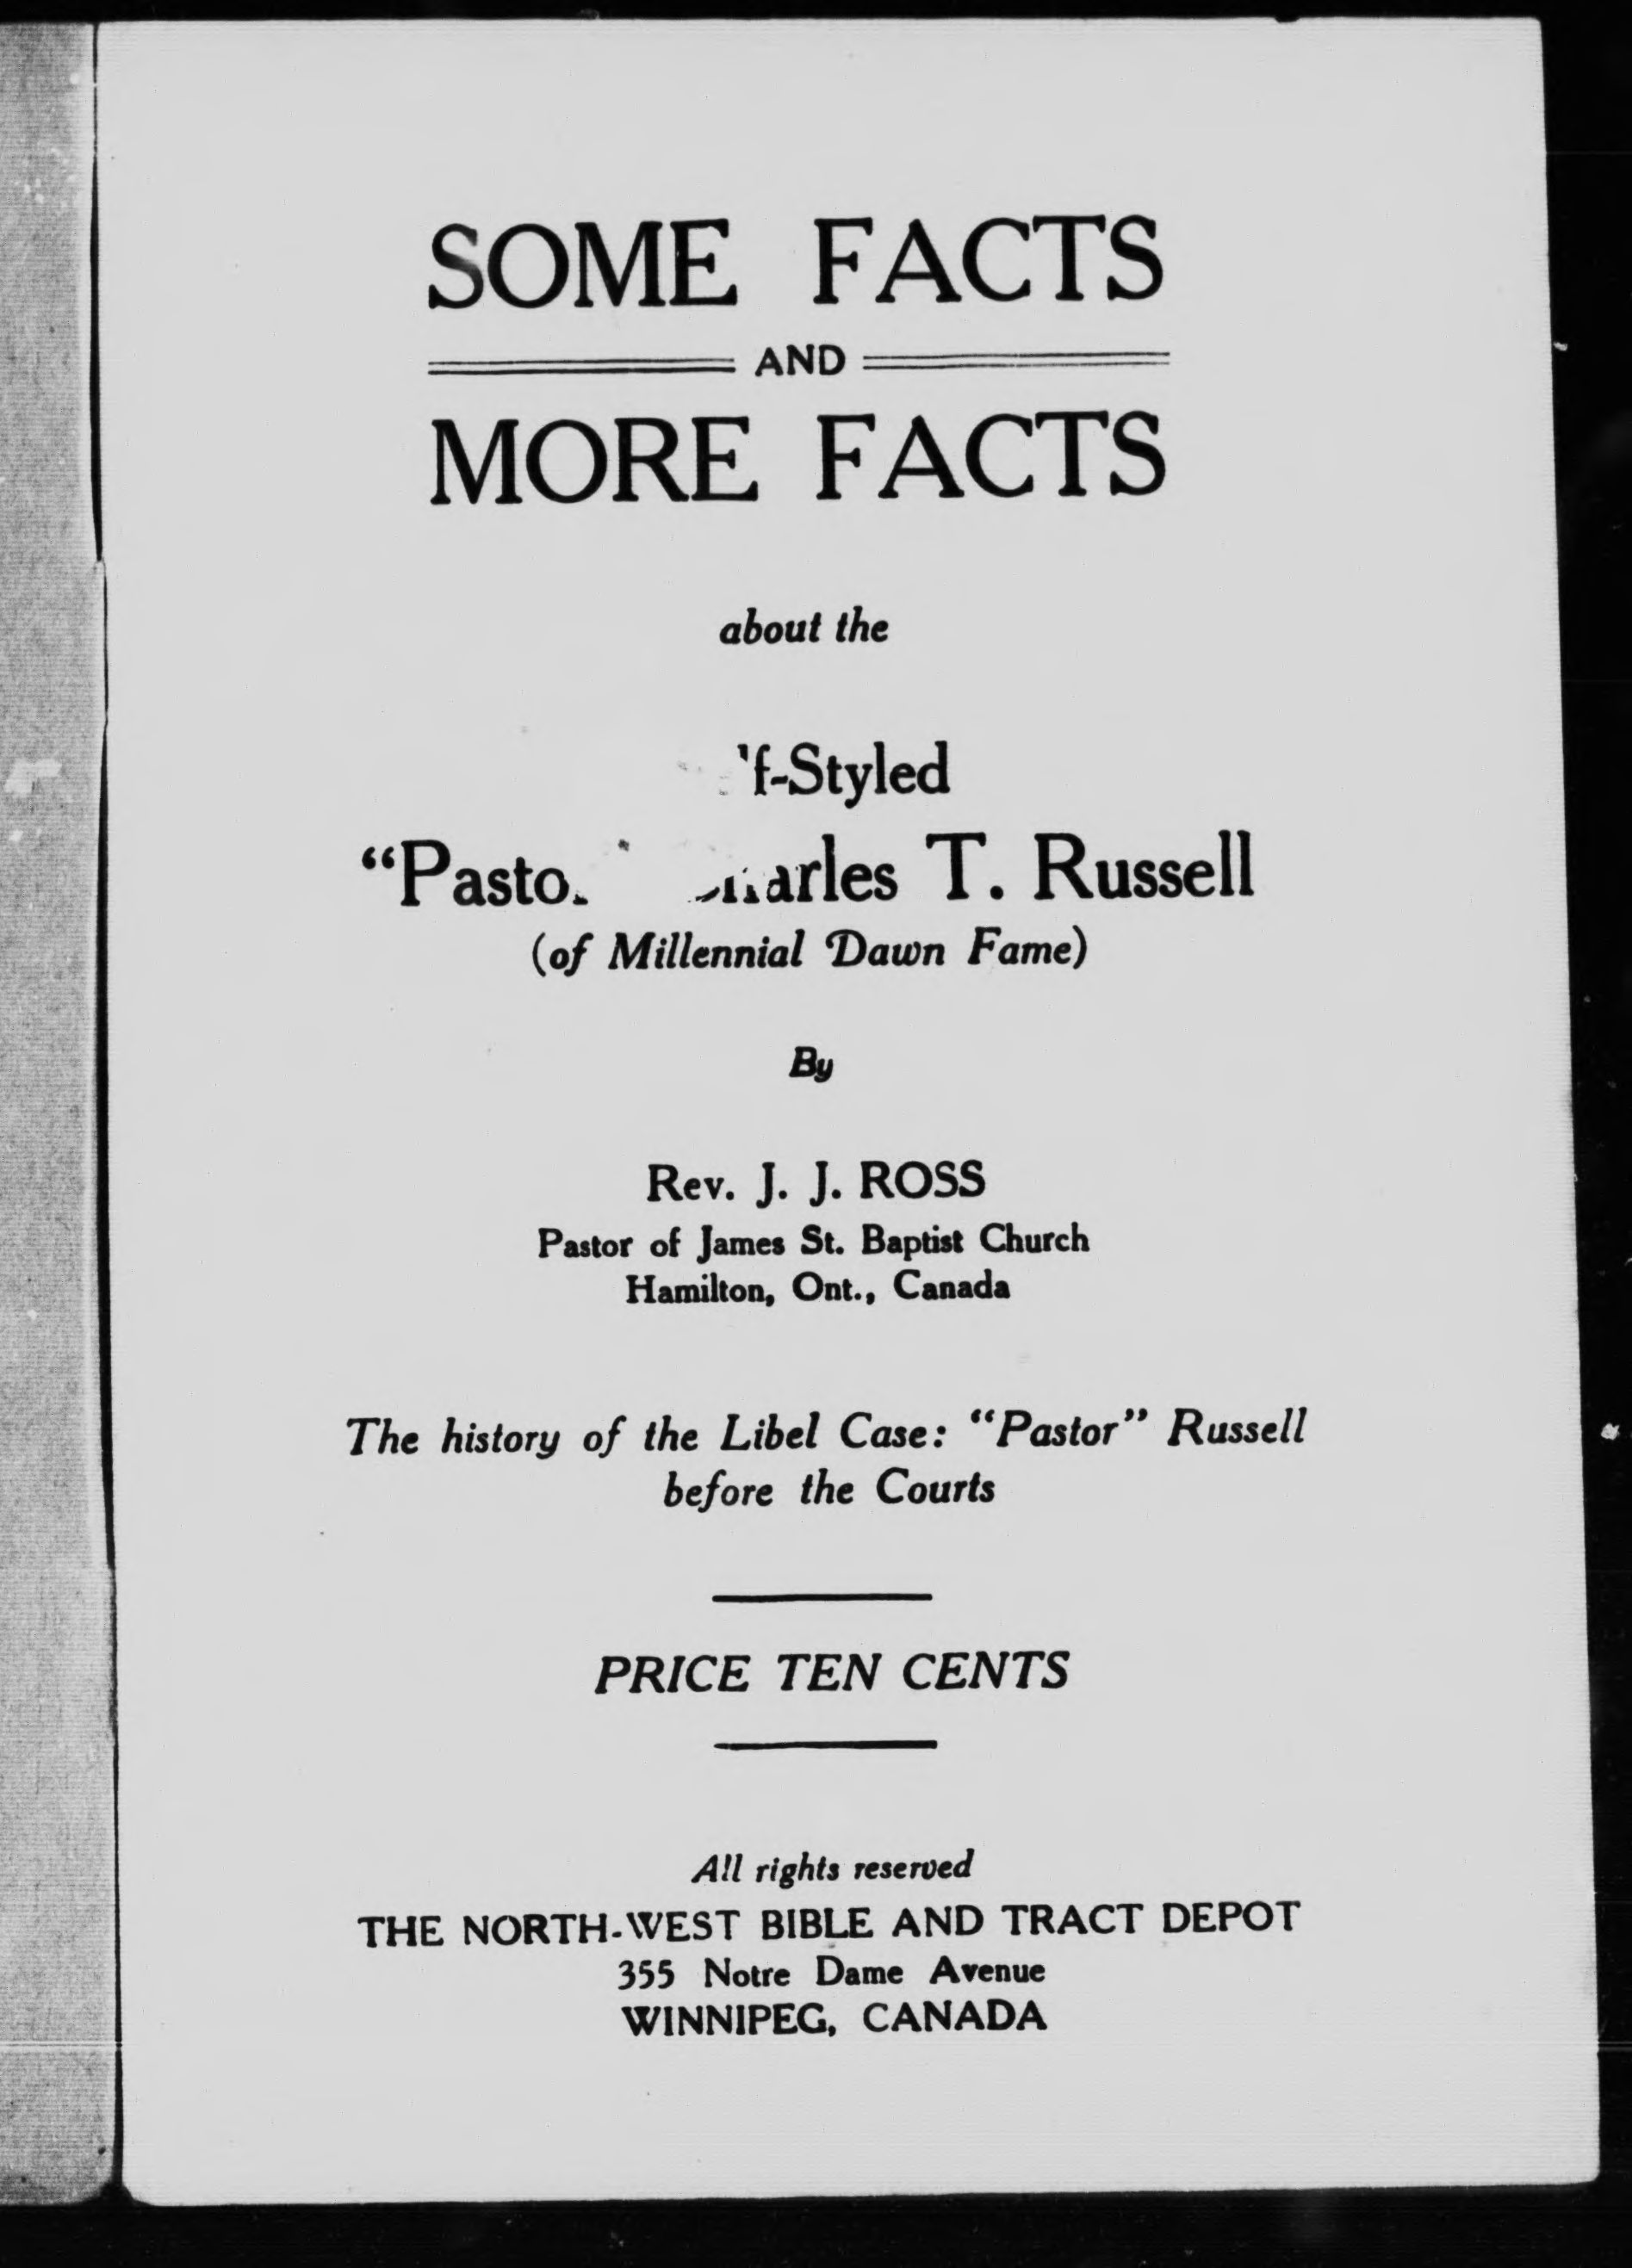 SOME FACTS
AND
MORE FACTS
about the
f-Styled
T. Russell
(of Millennial Dawn Fame)
By
Rev. J. J. ROSS
Pastor of James St. Baptist Church
Hamilton, Ont., Canada
The history of the Libel Case: "Pastor" Russell
before the Courts
PRICE TEN CENTS
All rights reserved
THE NORTH-WEST BIBLE AND TRACT DEPOT
355 Notre Dame Avenue
WINNIPEG, CANADA